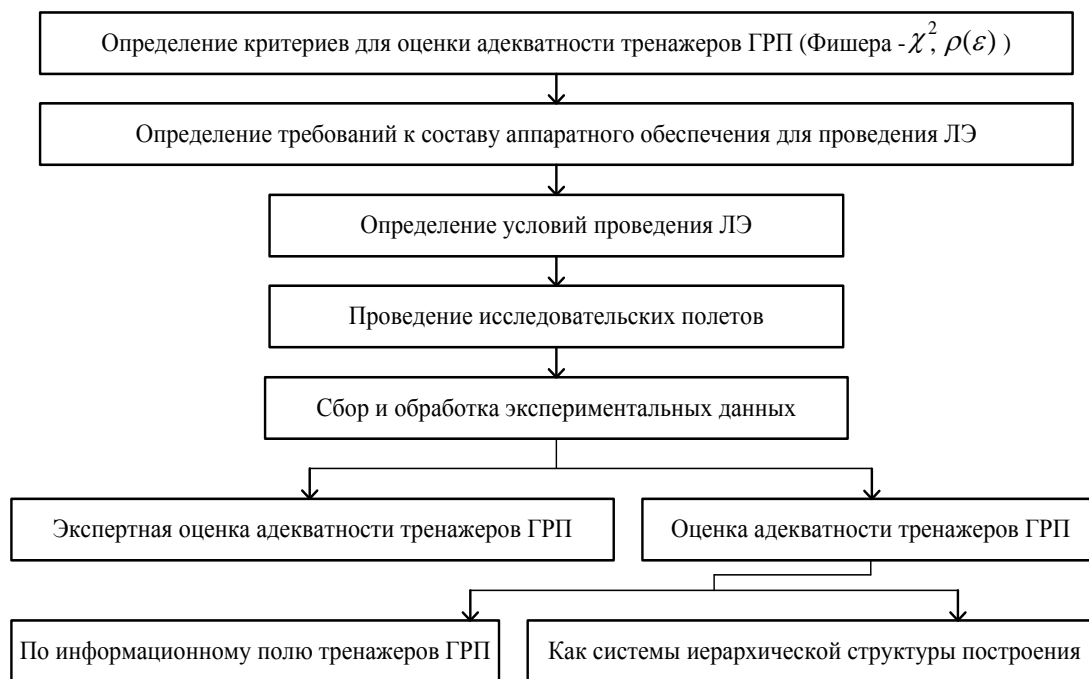 Определение критериев для оценки адекватности тренажеров ГРП (Фишера - χ², ρ(ε) )
Определение требований к составу аппаратного обеспечения для проведения ЛЭ
Определение условий проведения ЛЭ
Проведение исследовательских полетов
Сбор и обработка экспериментальных данных
Экспертная оценка адекватности тренажеров ГРП
Оценка адекватности тренажеров ГРП
По информационному полю тренажеров ГРП
Как системы иерархической структуры построения